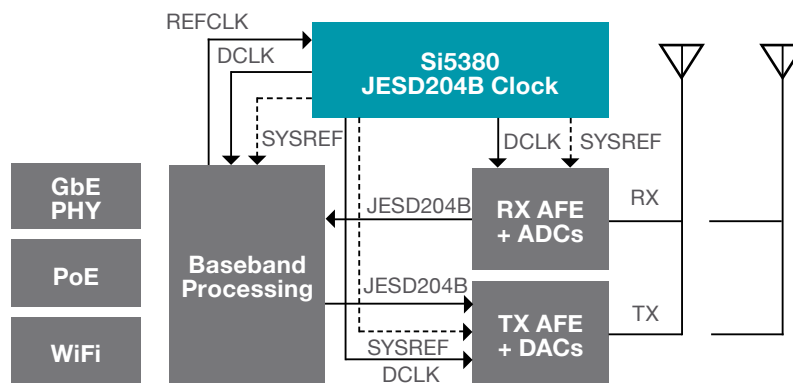 REFCLK
DCLK
Si5380
JESD204B Clock
SYSREF
DCLK
SYSREF
GbE
PHY
PoE
WiFi
Baseband
Processing
JESD204B
RX AFE
+ ADCs
RX
JESD204B
TX AFE
+ DACs
TX
SYSREF
DCLK